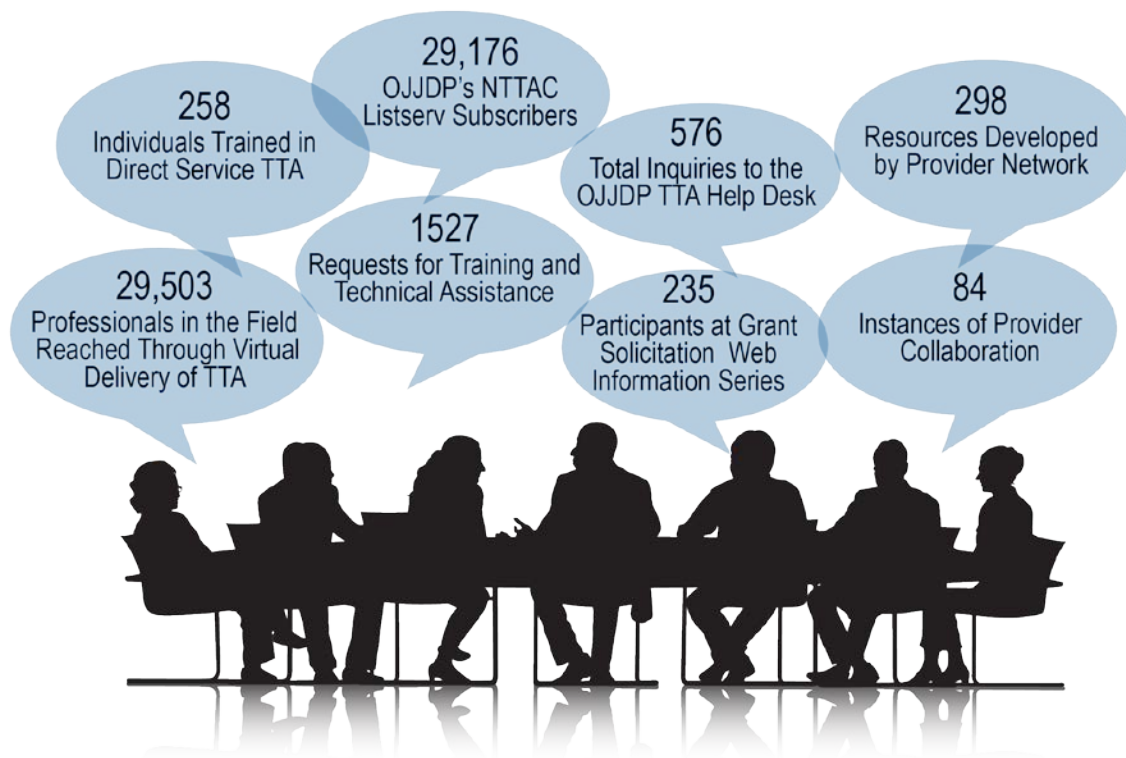 258
Individuals Trained in
Direct Service TTA
29,176
OJJDP's NTTAC
Listserv Subscribers
576
Total Inquiries to the
OJJDP TTA Help Desk
298
Resources Developed
by Provider Network
29,503
Professionals in the Field
Reached Through Virtual
Delivery of TTA
1527
Requests for Training and
Technical Assistance
235
Participants at Grant
Solicitation Web
Information Series
84
Instances of Provider
Collaboration